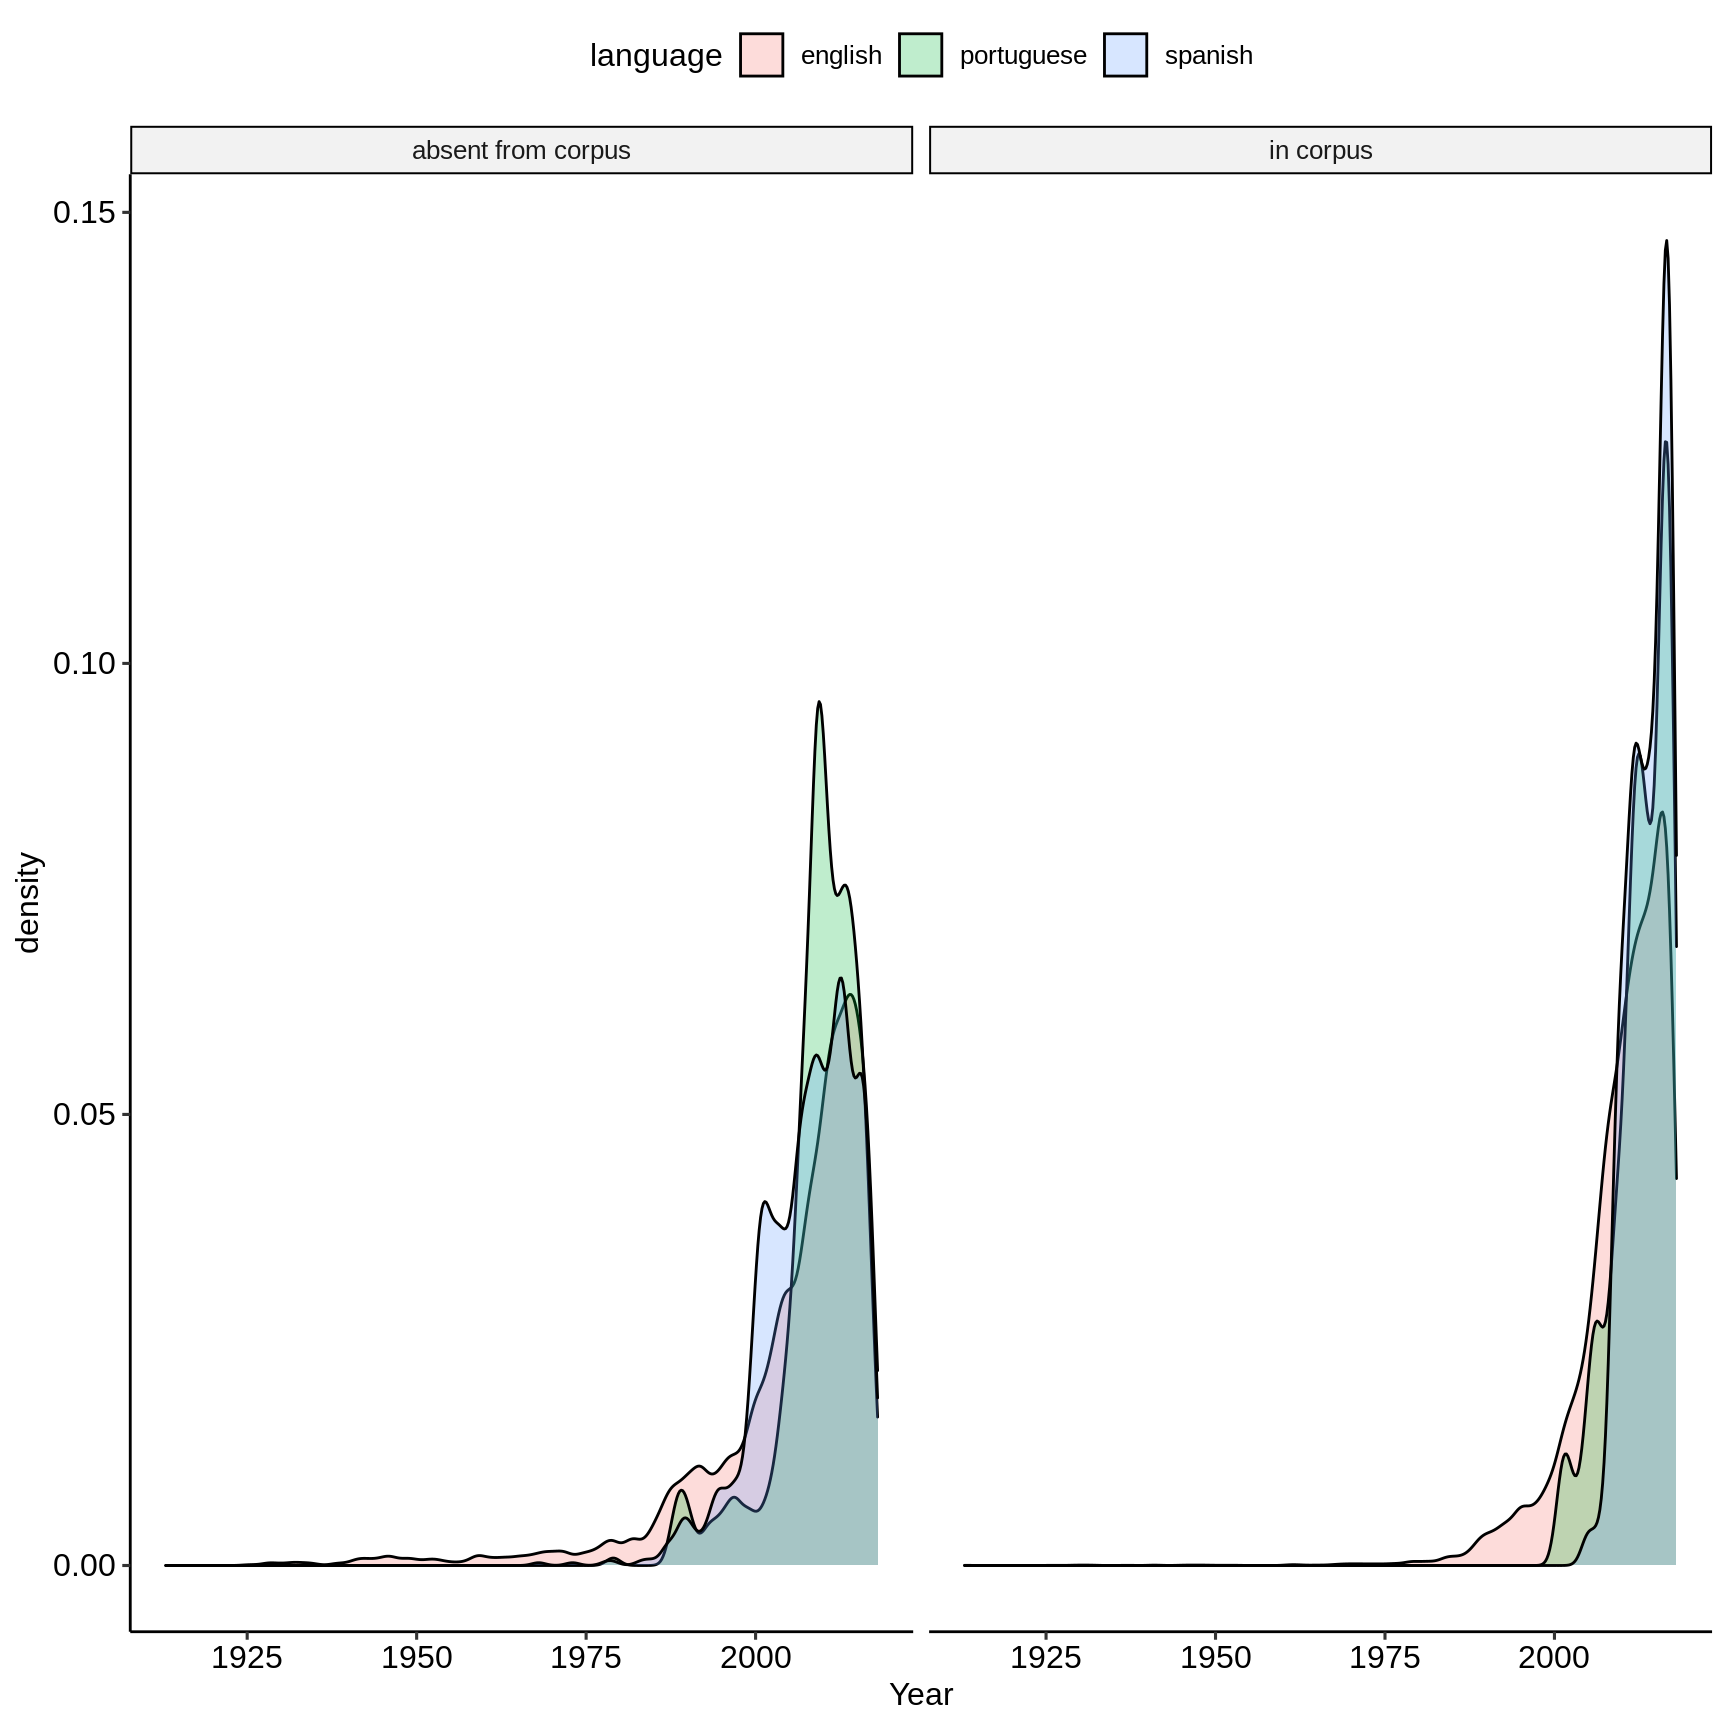 language english portuguese spanish
absent from corpus in corpus
0.15
0.10
0.05
0.00
density
1925 1950 1975 2000 1925 1950 1975 2000
Year